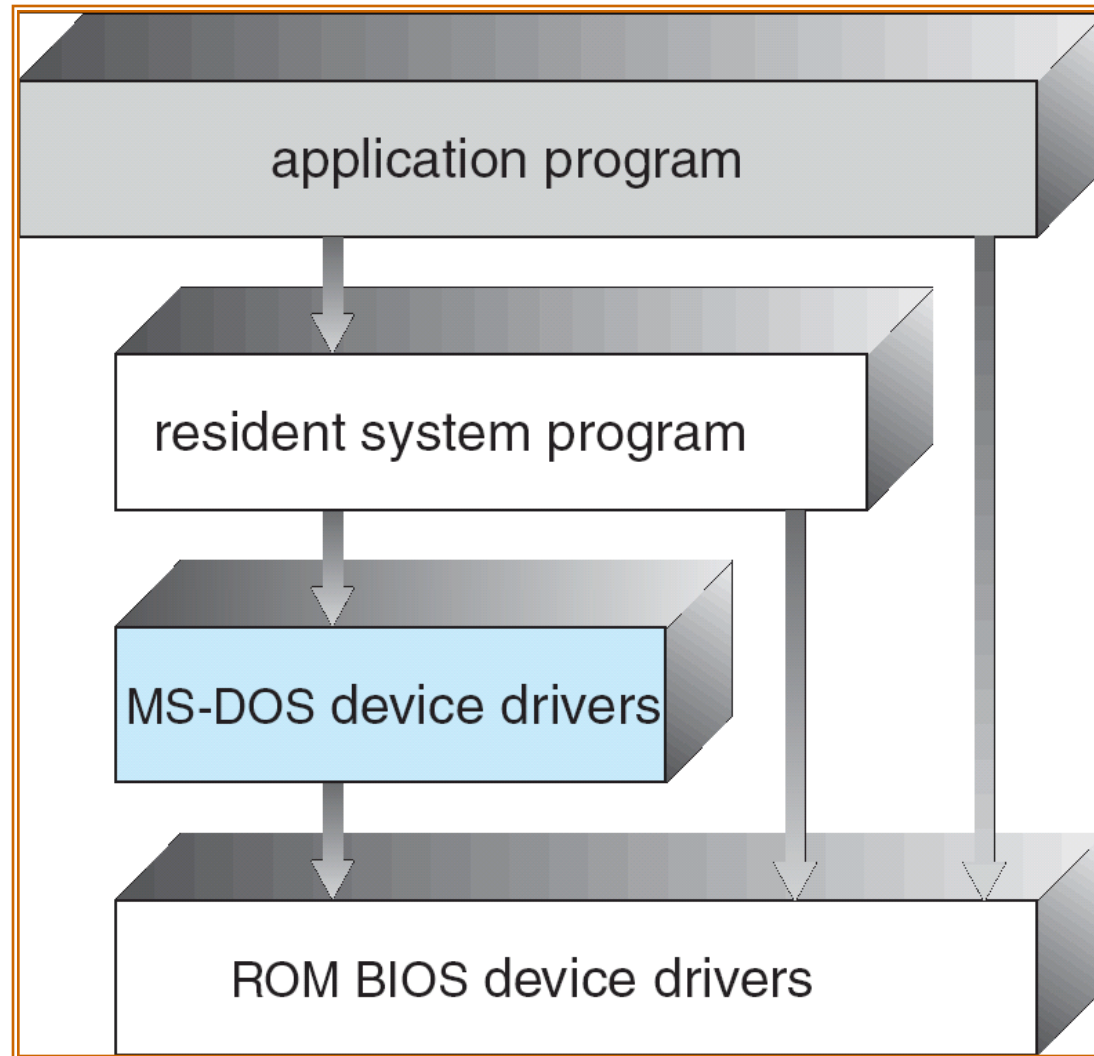 application program
resident system program
MS-DOS device drivers
ROM BIOS device drivers